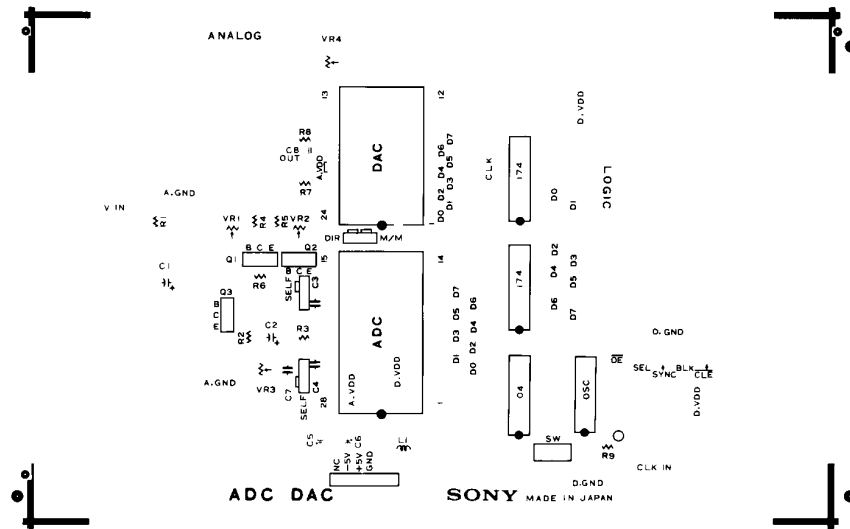 ANALOG
VR4
13
12
D.VDD
R8
C8
OUT
A.VDD
DAC
D7
D6
D5
D4
D3
D2
D1
D0
CLK
174
LOGIC
R7
A.GND
V IN
R1
VR1
R4
R5
VR2
24
1
D0
D1
DIR
M/M
B C E
Q2
Q1
15
14
B C E
C1
R6
SELF
C3
Q3
B
C
E
R2
C2
R3
ADC
D7
D6
D5
D4
D3
D2
D1
D0
174
D2
D3
D4
D5
D6
D7
D.GND
OE
SEL
SYNC
BLK
CLE
D.VDD
A.GND
VR3
C7
C4
SELF
28
A.VDD
D.VDD
1
04
OSC
C5
C6
L1
SW
R9
NC
-5V
+5V
GND
CLK IN
D.GND
ADC DAC
SONY MADE IN JAPAN